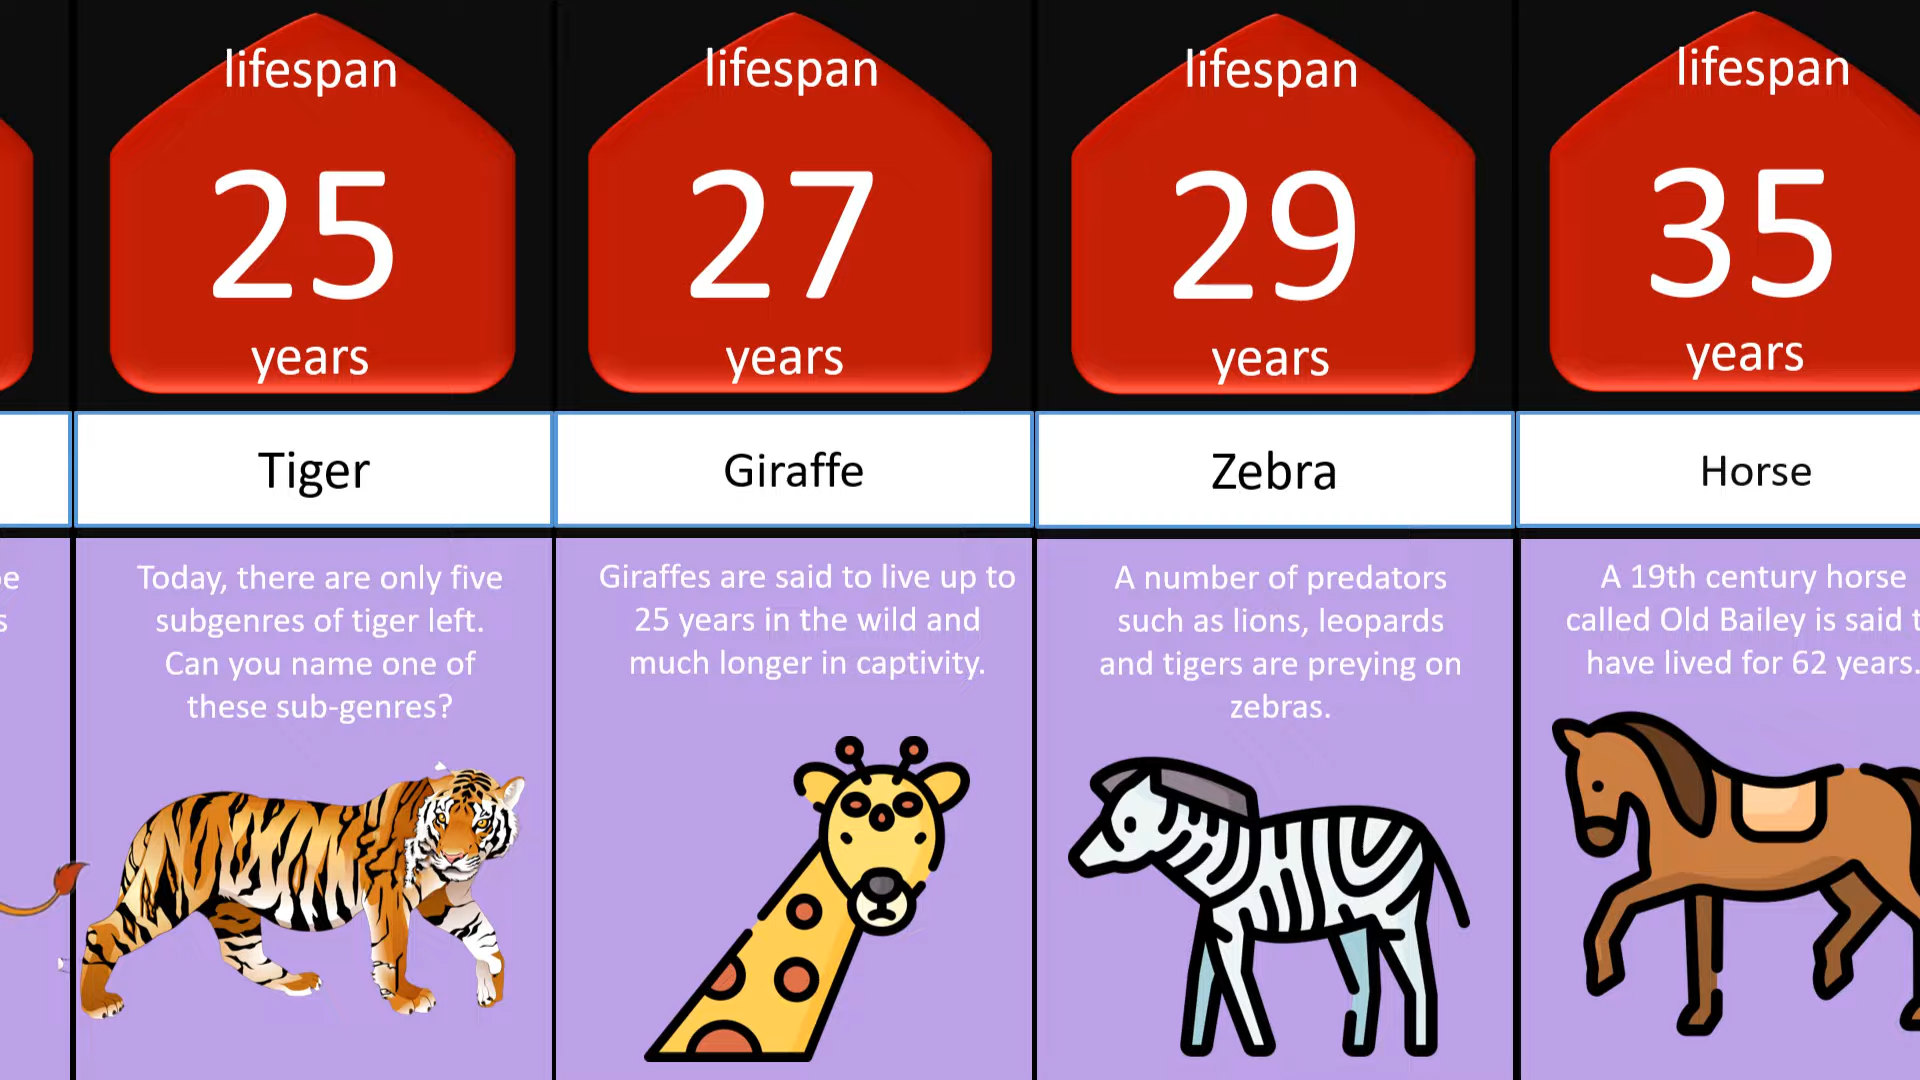 lifespan
25
years
Tiger
Today, there are only five
subgenres of tiger left.
Can you name one of
these sub-genres?
lifespan
27
years
Giraffe
Giraffes are said to live up to
25 years in the wild and
much longer in captivity.
lifespan
29
years
Zebra
A number of predators
such as lions, leopards
and tigers are preying on
zebras.
lifespan
35
years
Horse
A 19th century horse
called Old Bailey is said
have lived for 62 years.